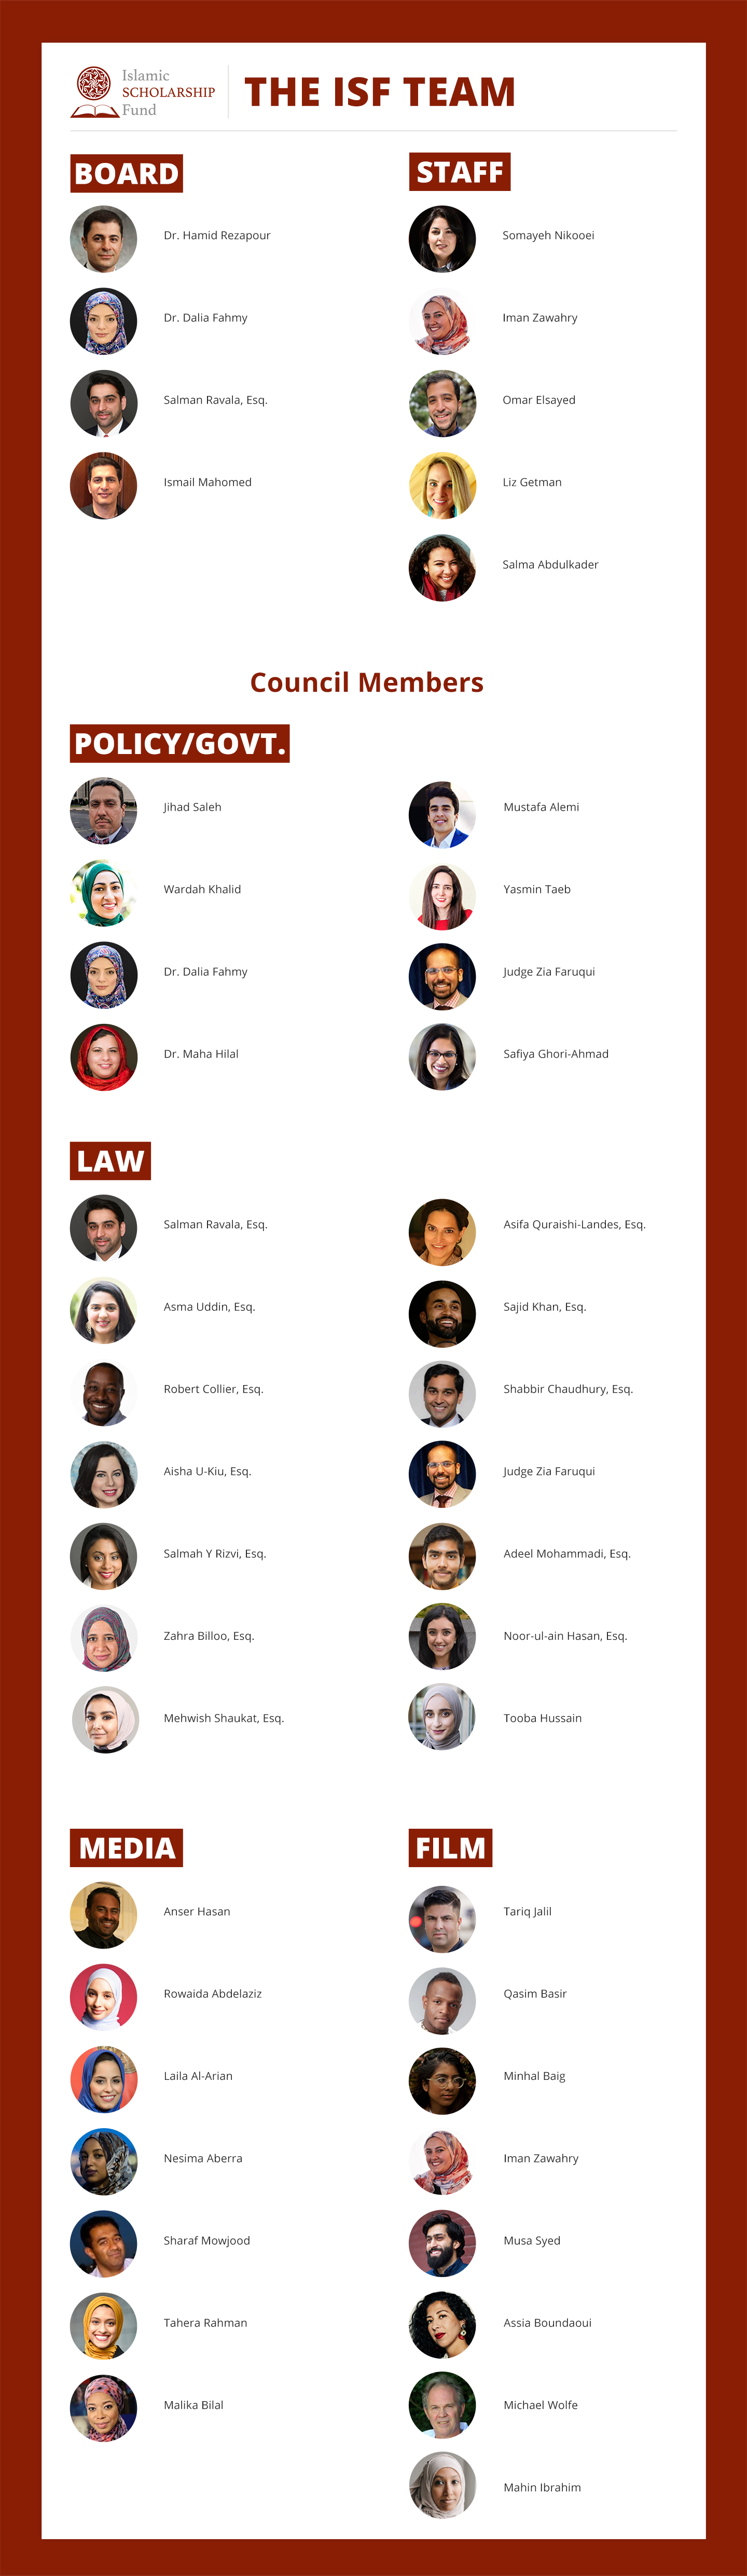 Islamic
SCHOLARSHIP
Fund
THE ISF TEAM
BOARD
Dr. Hamid Rezapour
Dr. Dalia Fahmy
Salman Ravala, Esq.
Ismail Mahomed
STAFF
Somayeh Nikooei
Iman Zawahry
Omar Elsayed
Liz Getman
Salma Abdulkader
Council Members
POLICY/GOVT.
Jihad Saleh
Wardah Khalid
Dr. Dalia Fahmy
Dr. Maha Hilal
Mustafa Alemi
Yasmin Taeb
Judge Zia Faruqui
Safiya Ghori-Ahmad
LAW
Salman Ravala, Esq.
Asma Uddin, Esq.
Robert Collier, Esq.
Aisha U-Kiu, Esq.
Salmah Y Rizvi, Esq.
Zahra Billoo, Esq.
Mehwish Shaukat, Esq.
Asifa Quraishi-Landes, Esq.
Sajid Khan, Esq.
Shabbir Chaudhury, Esq.
Judge Zia Faruqui
Adeel Mohammadi, Esq.
Noor-ul-ain Hasan, Esq.
Tooba Hussain
MEDIA
Anser Hasan
Rowaida Abdelaziz
Laila Al-Arian
Nesima Aberra
Sharaf Mowjood
Tahera Rahman
Malika Bilal
FILM
Tariq Jalil
Qasim Basir
Minhal Baig
Iman Zawahry
Musa Syed
Assia Boundaoui
Michael Wolfe
Mahin Ibrahim